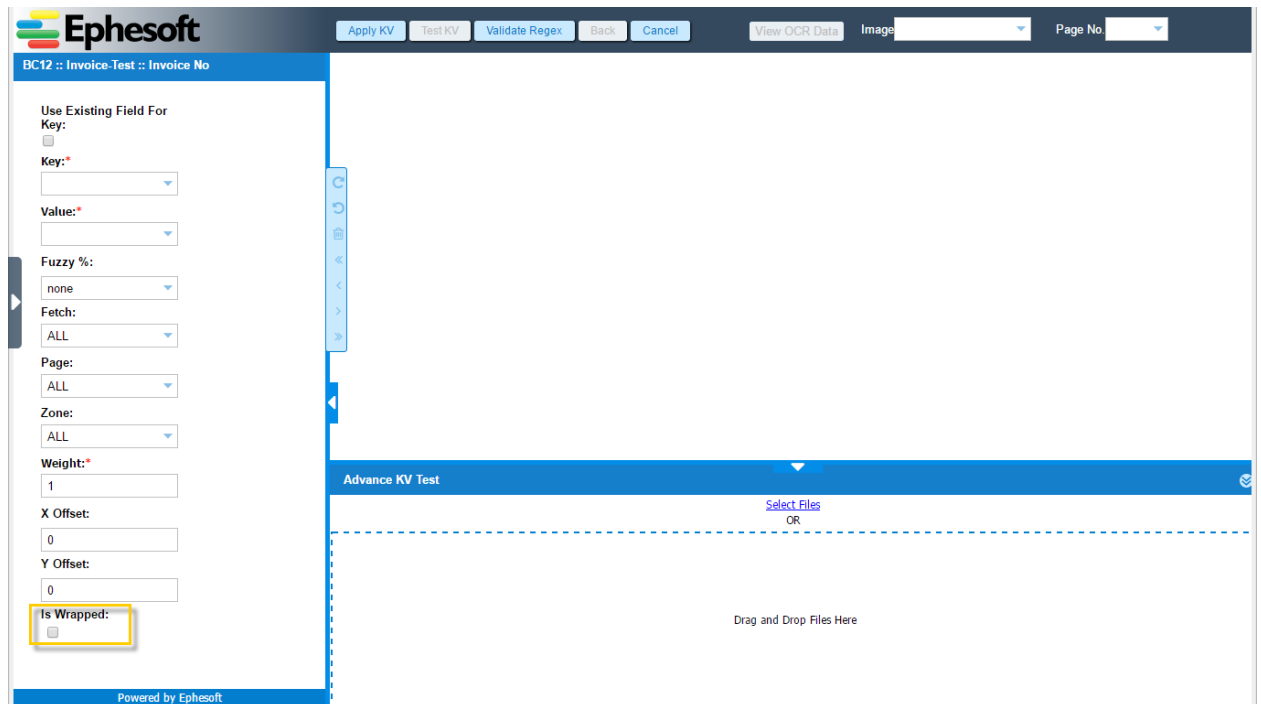 Ephesoft
Apply KV Test KV Validate Regex Back Cancel View OCR Data Image Page No.
BC12 :: Invoice-Test :: Invoice No
Use Existing Field For
Key:
Key:*
Value:*
Fuzzy %:
none
Fetch:
ALL
Page:
ALL
Zone:
ALL
Weight:*
1
X Offset:
0
Y Offset:
0
Is Wrapped:
Powered by Ephesoft
Advance KV Test
Select Files
OR
Drag and Drop Files Here